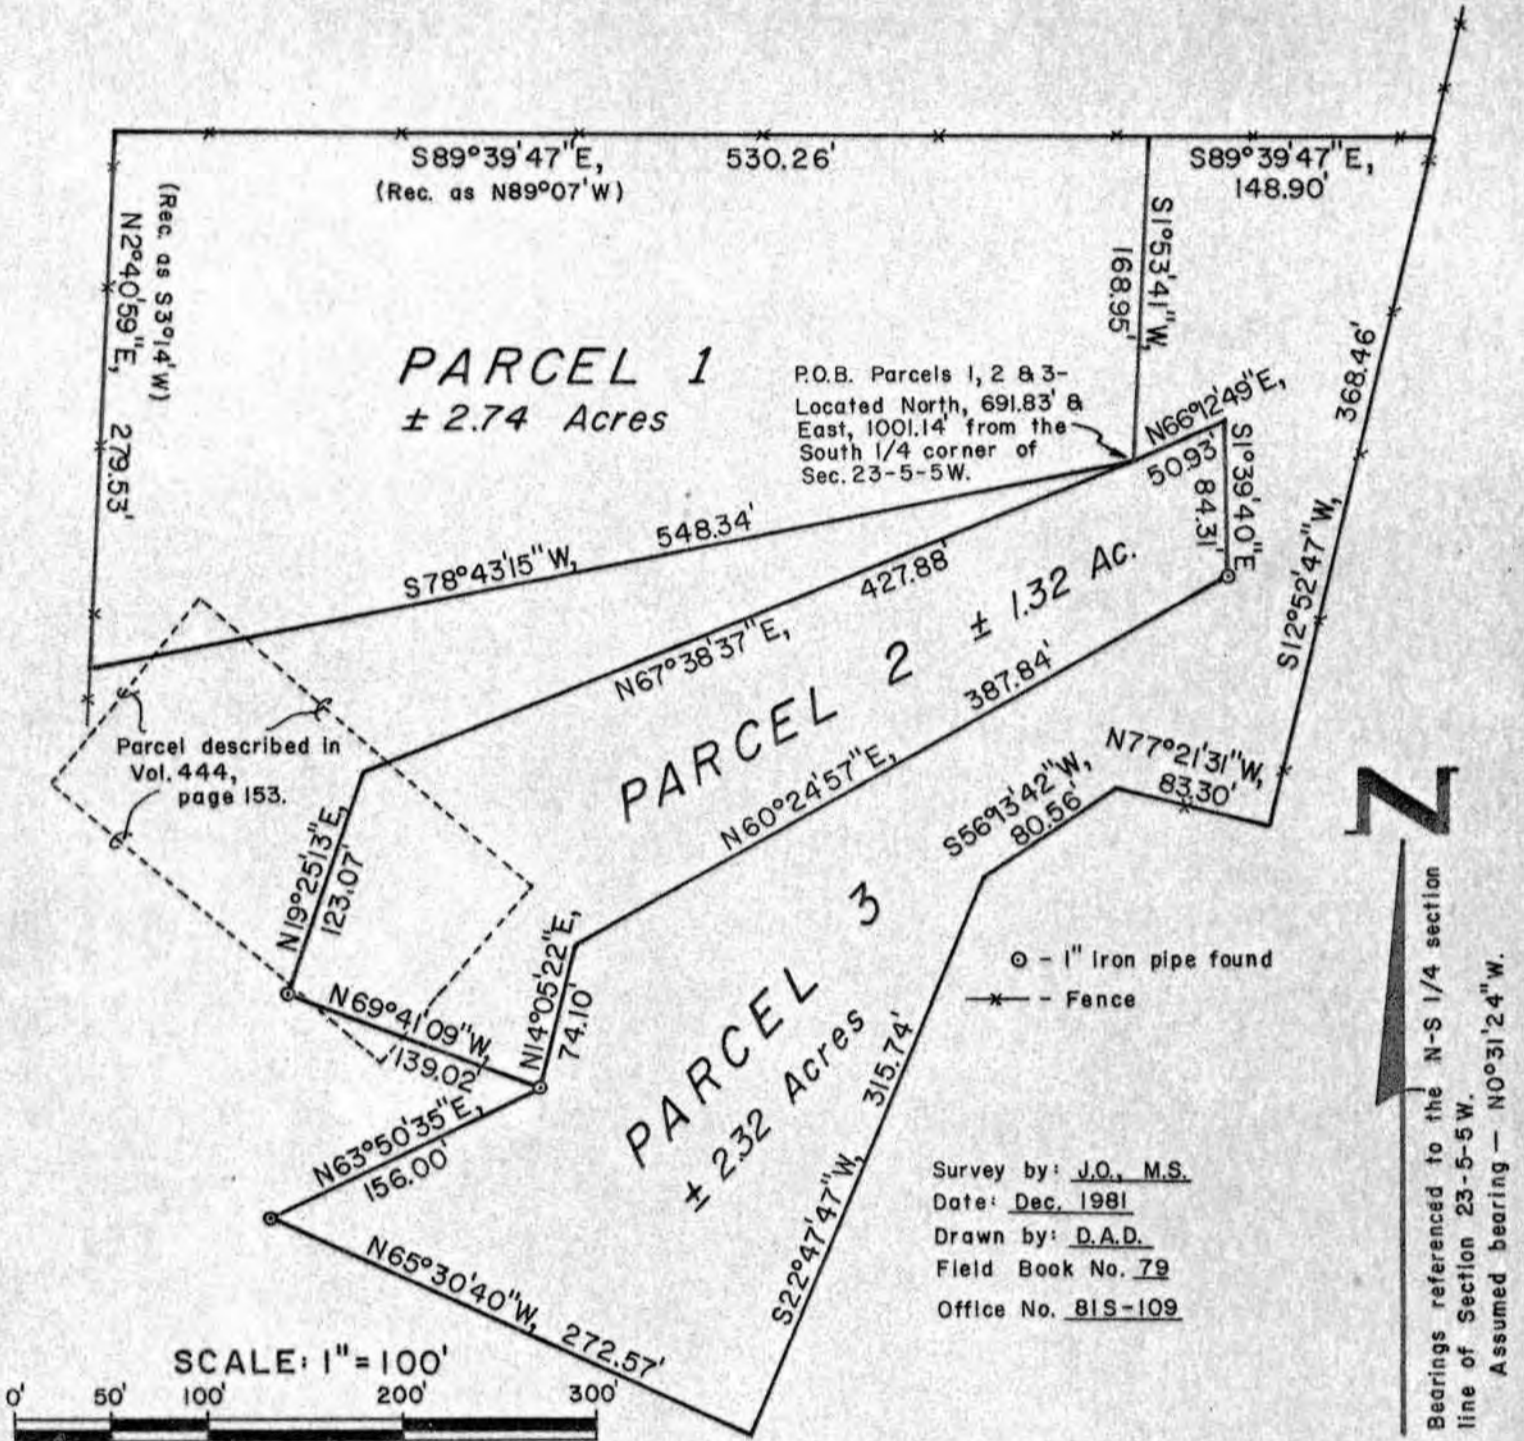 S89°39'47"E, 530.26'
(Rec. as N89°07'W)
S89°39'47"E,
148.90'
(Rec. as S3°14'W)
N2°40'59"E, 279.53'
S1°53'41"W,
168.95'
PARCEL 1
± 2.74 Acres
P.O.B. Parcels 1, 2 & 3-
Located North, 691.83' &
East, 1001.14' from the
South 1/4 corner of
Sec. 23-5-5W.
N66°12'49"E,
50.93'
S1°39'40"E
84.31'
368.46'
S12°52'47"W,
548.34'
S78°43'15"W,
427.88'
N67°38'37"E,
PARCEL 2 ± 1.32 Ac.
387.84'
N60°24'57"E,
Parcel described in
Vol. 444,
page 153.
N77°21'31"W,
83.30'
S56°13'42"W,
80.56'
N19°25'13"E,
123.07'
N69°41'09"W,
139.02'
N14°05'22"E,
74.10'
PARCEL 3
± 2.32 Acres
315.74'
S22°47'47"W,
N63°50'35"E,
156.00'
N65°30'40"W, 272.57'
⊙ - 1" Iron pipe found
—x— - Fence
Survey by: J.O., M.S.
Date: Dec. 1981
Drawn by: D.A.D.
Field Book No. 79
Office No. 81S-109
SCALE: 1"=100'
0' 50' 100' 200' 300'
N
Bearings referenced to the N-S 1/4 section
line of Section 23-5-5W.
Assumed bearing — N0°31'24"W.